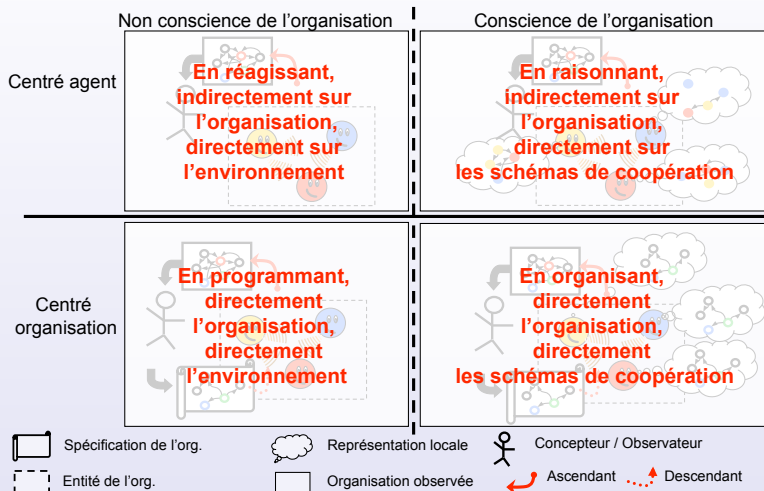 Non conscience de l'organisation
Conscience de l'organisation
Centré agent
En réagissant,
indirectement sur
l'organisation,
directement sur
l'environnement
En raisonnant,
indirectement sur
l'organisation,
directement sur
les schémas de coopération
Centré
organisation
En programmant,
directement
l'organisation,
directement
l'environnement
En organisant,
directement
l'organisation,
directement
les schémas de coopération
Spécification de l'org.
Représentation locale
Concepteur / Observateur
Entité de l'org.
Organisation observée
Ascendant
Descendant